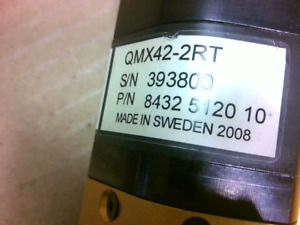 QMX42-2RT
S/N 393800
P/N 8432 5120 10
MADE IN SWEDEN 2008